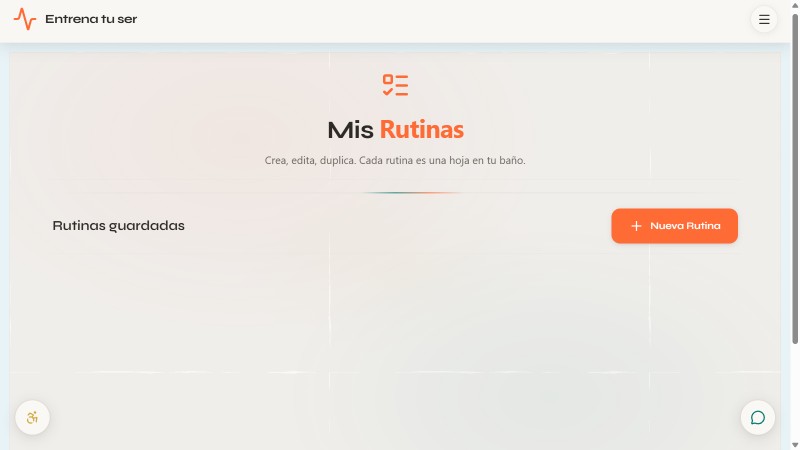 Entrena tu ser
Mis Rutinas
Crea, edita, duplica. Cada rutina es una hoja en tu baño.
Rutinas guardadas
Nueva Rutina